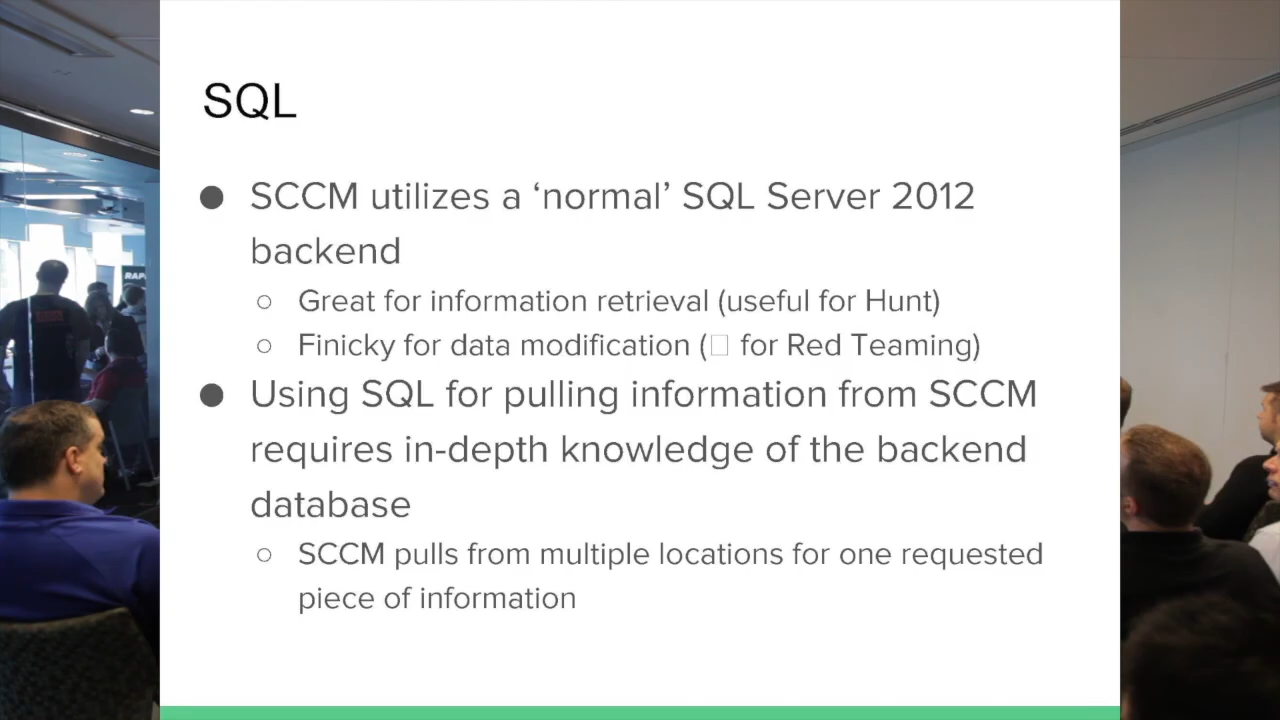 SQL
● SCCM utilizes a ‘normal’ SQL Server 2012
backend
○ Great for information retrieval (useful for Hunt)
○ Finicky for data modification (□ for Red Teaming)
● Using SQL for pulling information from SCCM
requires in-depth knowledge of the backend
database
○ SCCM pulls from multiple locations for one requested
piece of information